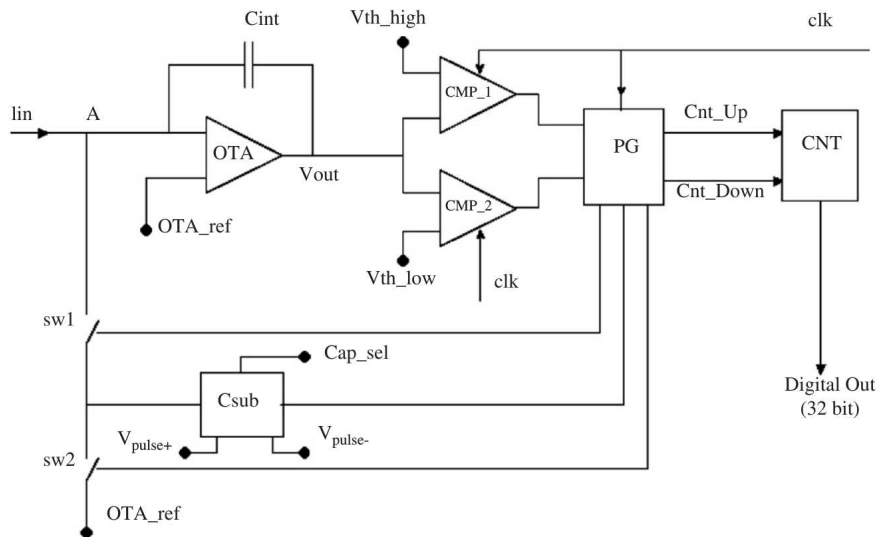 Cint
Vth_high
clk
Iin
A
OTA
Vout
CMP_1
CMP_2
PG
Cnt_Up
Cnt_Down
CNT
OTA_ref
Vth_low
clk
sw1
Cap_sel
Csub
Vpulse+
Vpulse-
sw2
OTA_ref
Digital Out
(32 bit)